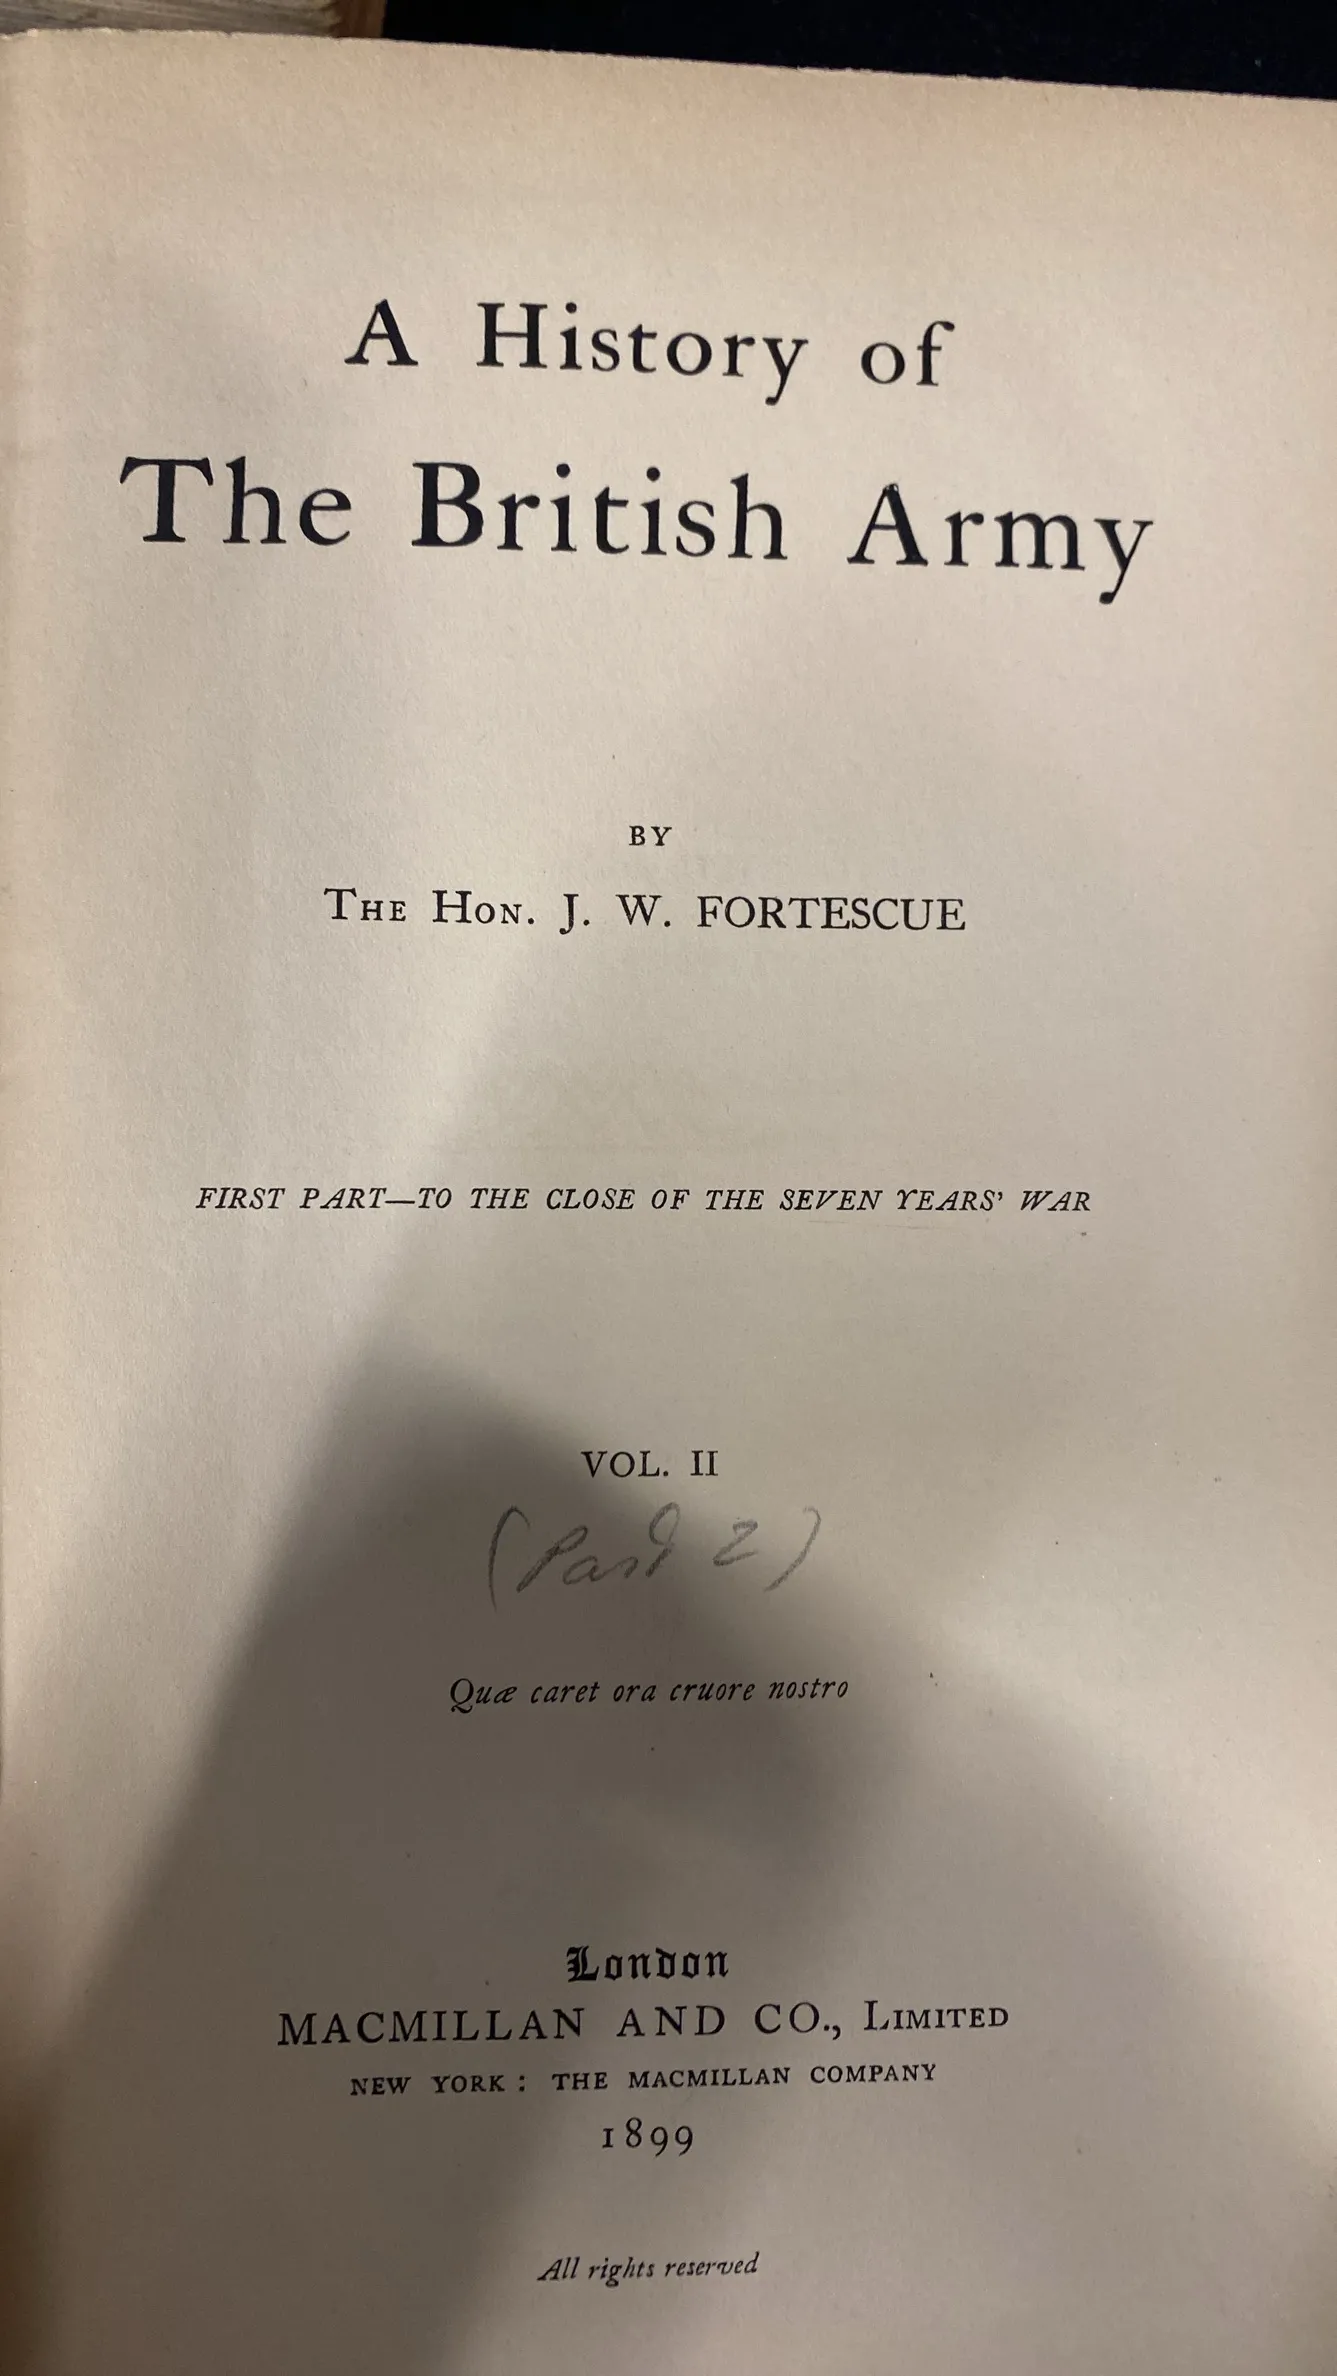 A History of
The British Army
BY
THE HON. J. W. FORTESCUE
FIRST PART—TO THE CLOSE OF THE SEVEN YEARS' WAR
VOL. II
(Part 2)
Quæ caret ora cruore nostro
London
MACMILLAN AND CO., LIMITED
NEW YORK: THE MACMILLAN COMPANY
1899
All rights reserved